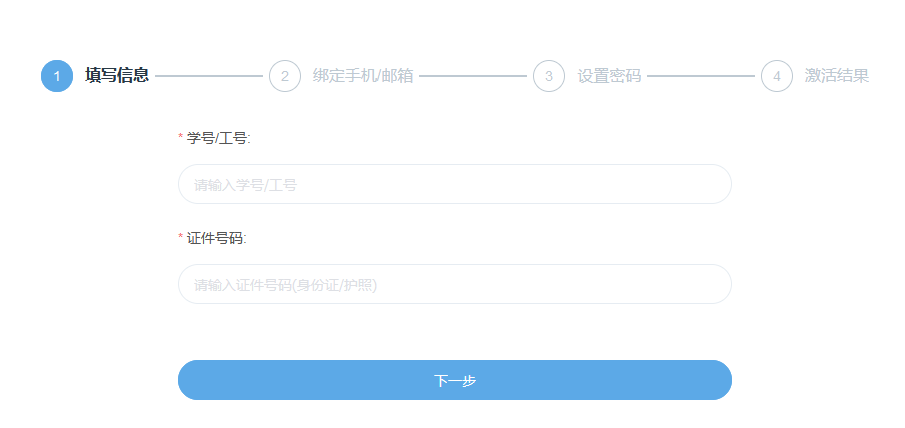 1 填写信息 2 绑定手机/邮箱 3 设置密码 4 激活结果
* 学号/工号:
请输入学号/工号
* 证件号码:
请输入证件号码(身份证/护照)
下一步